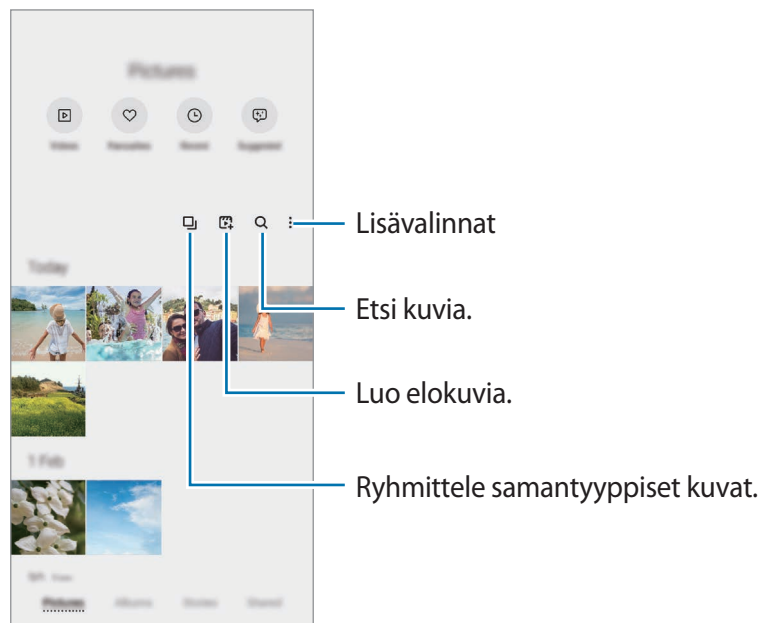 Pictures
Videos
Favourites
Recent
Suggested
Lisävalinnat
Today
Etsi kuvia.
Luo elokuvia.
1 Feb
Ryhmittele samantyyppiset kuvat.
Pictures
Albums
Stories
Shared